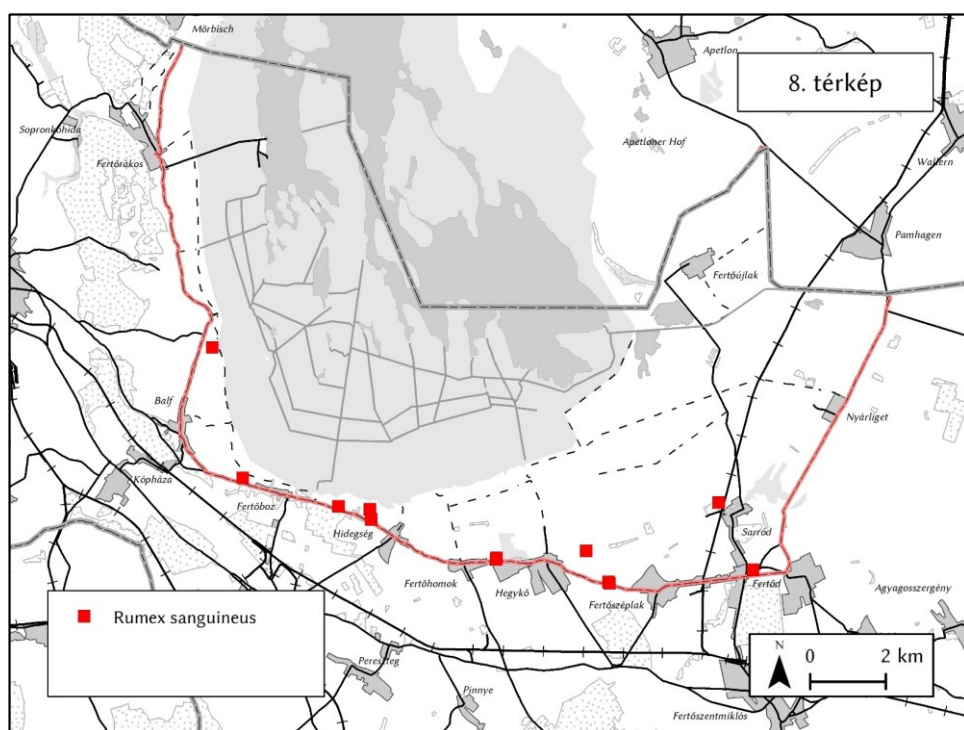 Mörbisch
Apetlon
8. térkép
Sopronkőhida
Apetloner Hof
Wallern
Fertőrákos
Pamhagen
Fertőújlak
Balf
Nyárliget
Kópháza
Fertőboz
Hidegség
Sarród
Fertőhomok
Hegykő
Fertőszéplak
Fertőd
Agyagosszergény
Rumex sanguineus
N
0 2 km
Pereszteg
Pinnye
Fertőszentmiklós